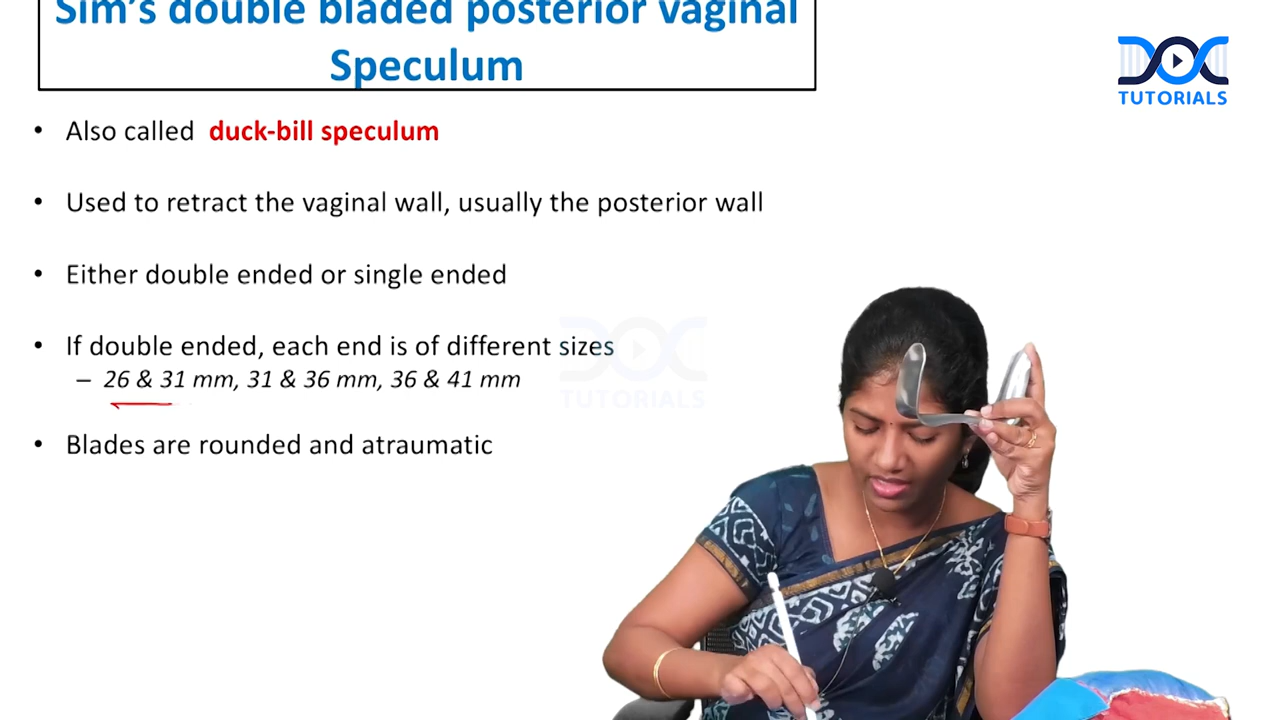 Sim's double bladed posterior vaginal
Speculum
TUTORIALS
• Also called duck-bill speculum
• Used to retract the vaginal wall, usually the posterior wall
• Either double ended or single ended
• If double ended, each end is of different sizes
– 26 & 31 mm, 31 & 36 mm, 36 & 41 mm
TUTORIALS
• Blades are rounded and atraumatic